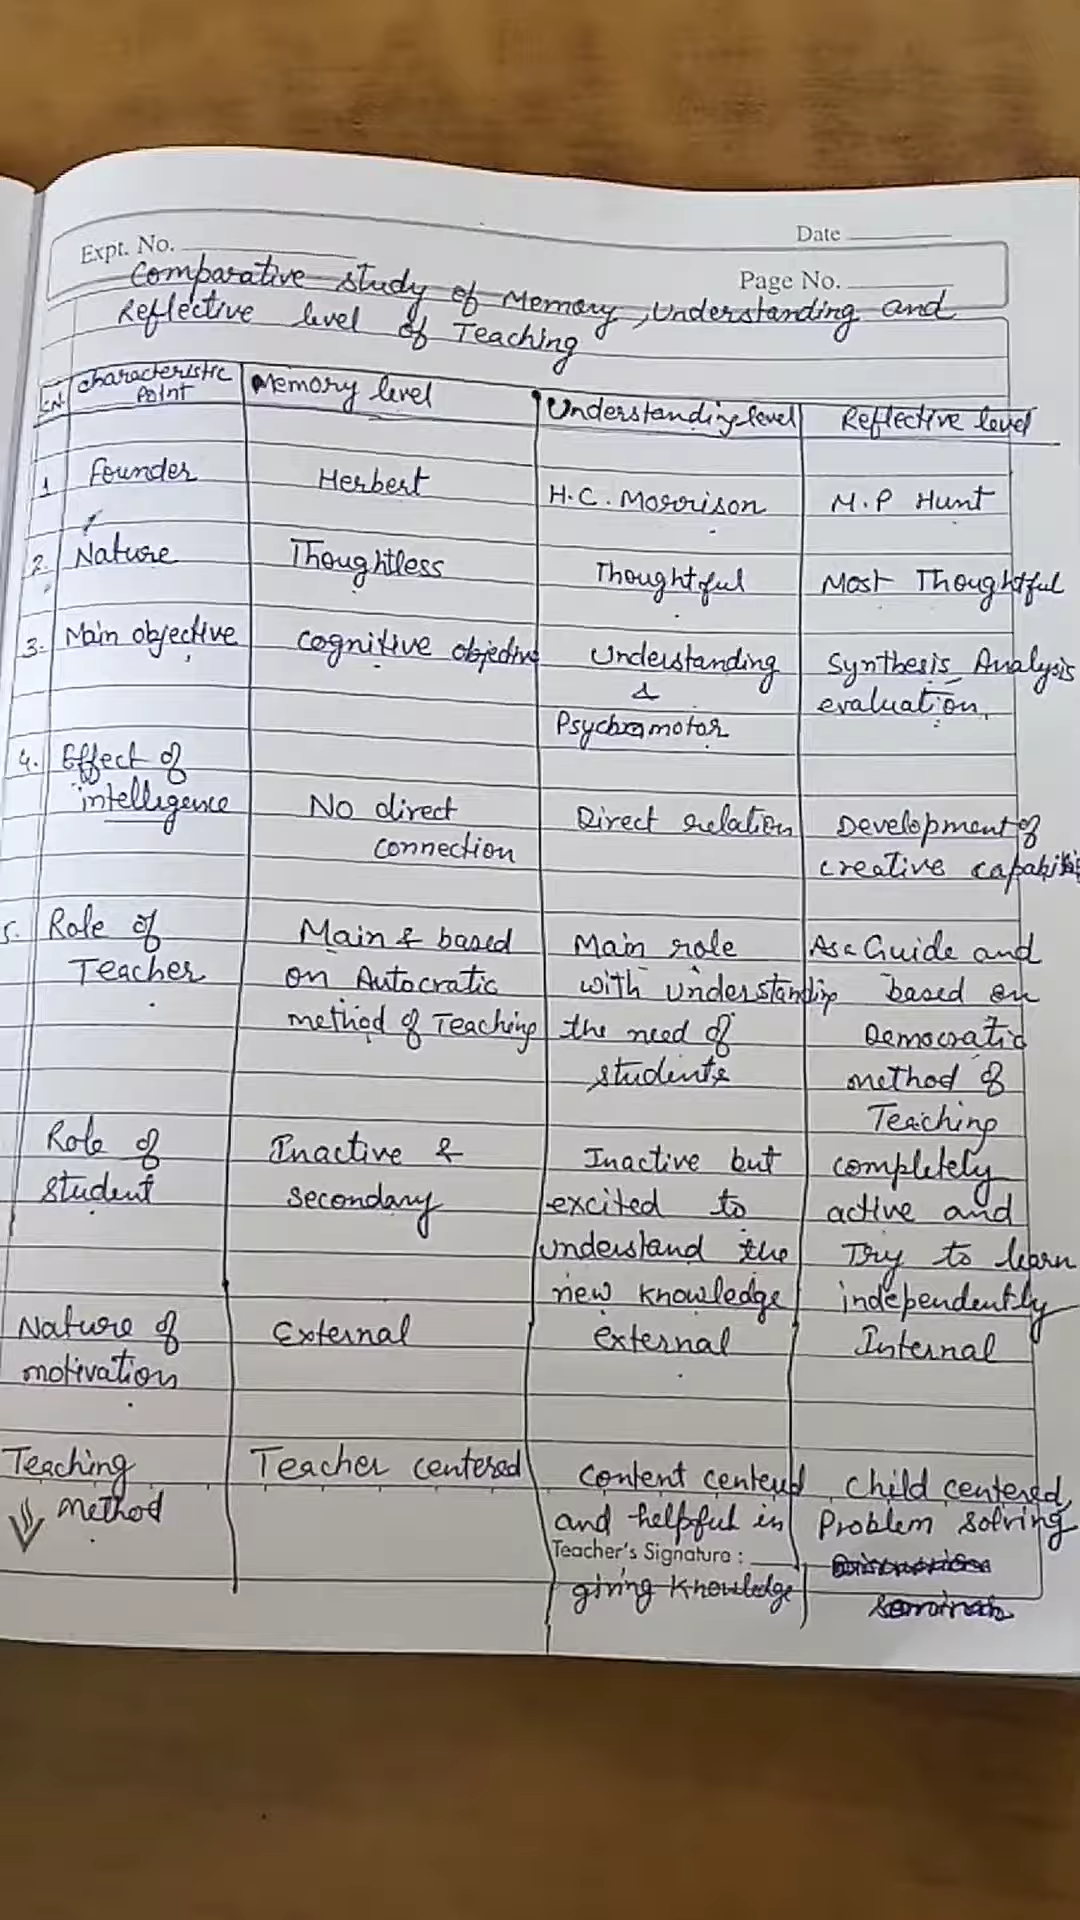 Expt. No.
Date
Page No.
Comparative study of Memory, Understanding and
Reflective level of Teaching
S.N. Characteristic Point Memory level Understanding level Reflective level
1 Founder Herbert H.C. Morrison M.P Hunt
2. Nature Thoughtless Thoughtful Most Thoughtful
3. Main objective Cognitive objective Understanding Synthesis, Analysis
& evaluation
Psychomotor
4. Effect of
intelligence No direct Direct relation Development of
connection creative
5. Role of Main & based Main role As a Guide and
Teacher on Autocratic with understanding based on
method of Teaching the need of Democratic
students method of
Teaching
Role of Inactive & Inactive but completely
student secondary excited to active and
understand the Try to learn
new knowledge independently
Nature of External external Internal
motivation
Teaching Teacher centered Content centered Child centered,
Method and helpful in Problem solving
Teacher's Signature :
giving knowledge